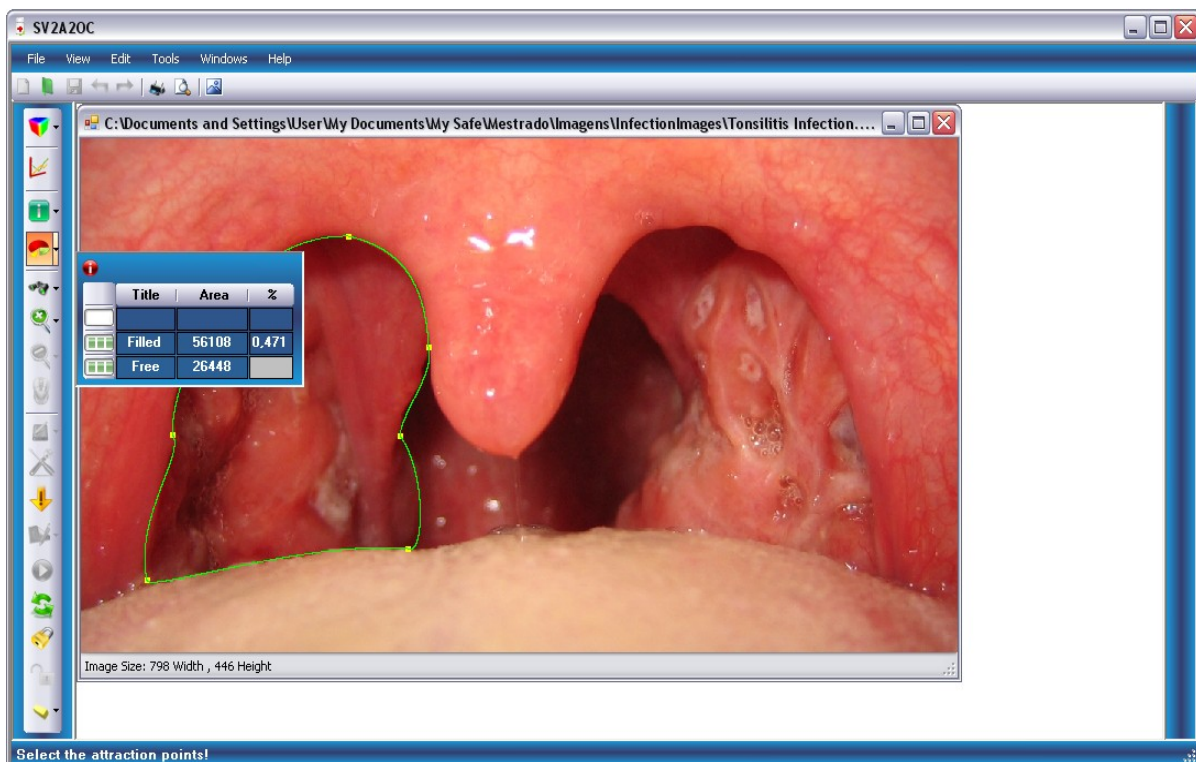 SV2A2OC
File View Edit Tools Windows Help
C:\Documents and Settings\User\My Documents\My Safe\Mestrado\Imagens\InfectionImages\Tonsilitis Infection....
Title Area %
Filled 56108 0,471
Free 26448
Image Size: 798 Width , 446 Height
Select the attraction points!